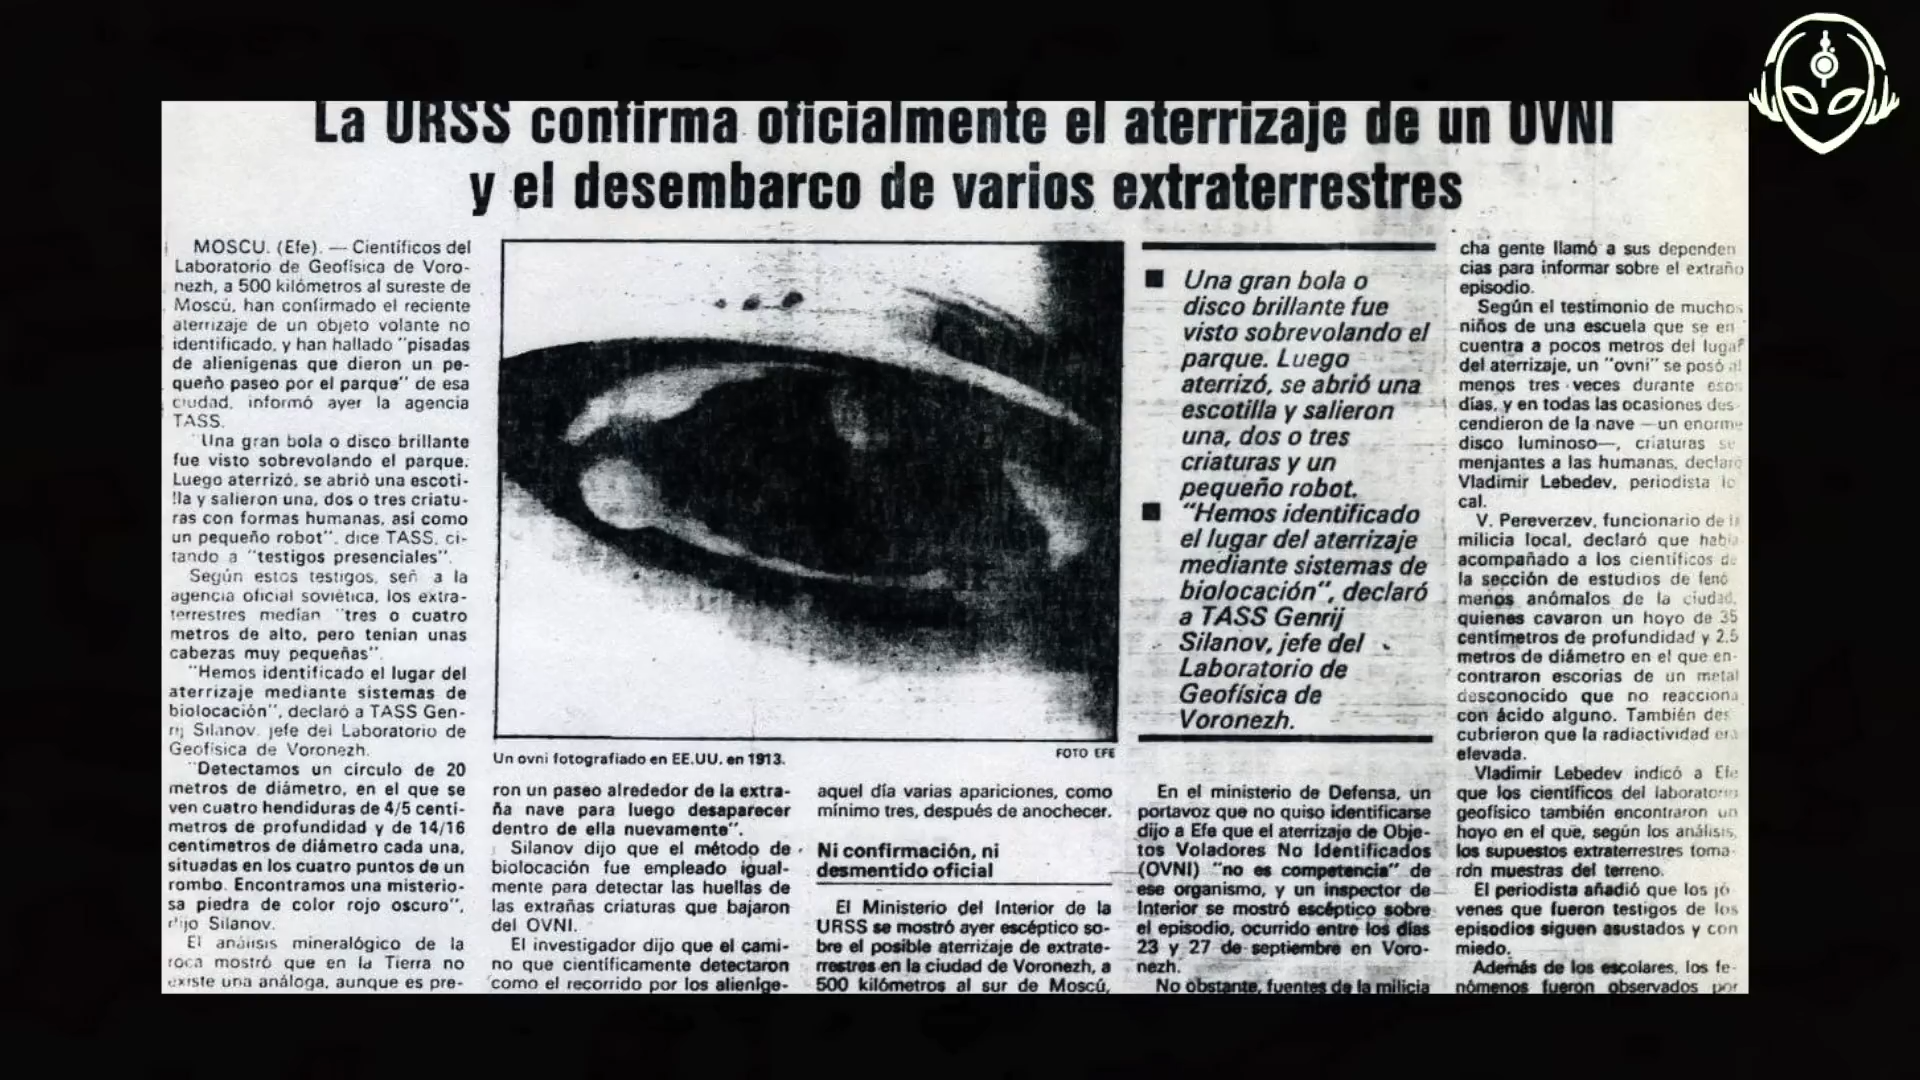 La URSS confirma oficialmente el aterrizaje de un OVNI
y el desembarco de varios extraterrestres
MOSCU. (Efe). — Científicos del
Laboratorio de Geofísica de Voro-
nezh, a 500 kilómetros al sureste de
Moscú, han confirmado el reciente
aterrizaje de un objeto volante no
identificado, y han hallado "pisadas
de alienígenas que dieron un pe-
queño paseo por el parque" de esa
ciudad, informó ayer la agencia
TASS.
"Una gran bola o disco brillante
fue visto sobrevolando el parque.
Luego aterrizó, se abrió una escoti-
lla y salieron una, dos o tres criatu-
ras con formas humanas, así como
un pequeño robot", dice TASS, ci-
tando a "testigos presenciales".
Según estos testigos, señ a la
agencia oficial soviética, los extra-
terrestres medían "tres o cuatro
metros de alto, pero tenían unas
cabezas muy pequeñas".
"Hemos identificado el lugar del
aterrizaje mediante sistemas de
biolocación", declaró a TASS Gen-
rij Silanov, jefe del Laboratorio de
Geofísica de Voronezh.
"Detectamos un círculo de 20
metros de diámetro, en el que se
ven cuatro hendiduras de 4/5 centí-
metros de profundidad y de 14/16
centímetros de diámetro cada una,
situadas en los cuatro puntos de un
rombo. Encontramos una misterio-
sa piedra de color rojo oscuro",
dijo Silanov.
El análisis mineralógico de la
roca mostró que en la Tierra no
existe una análoga, aunque es pre-
Un ovni fotografiado en EE.UU. en 1913.
FOTO EFE
ron un paseo alrededor de la extra-
ña nave para luego desaparecer
dentro de ella nuevamente".
Silanov dijo que el método de
biolocación fue empleado igual-
mente para detectar las huellas de
las extrañas criaturas que bajaron
del OVNI.
El investigador dijo que el cami-
no que científicamente detectaron
como el recorrido por los alieníge-
aquel día varias apariciones, como
mínimo tres, después de anochecer.
Ni confirmación, ni
desmentido oficial
El Ministerio del Interior de la
URSS se mostró ayer escéptico so-
bre el posible aterrizaje de extrate-
rrestres en la ciudad de Voronezh, a
500 kilómetros al sur de Moscú,
■ Una gran bola o
disco brillante fue
visto sobrevolando el
parque. Luego
aterrizó, se abrió una
escotilla y salieron
una, dos o tres
criaturas y un
pequeño robot.
■ "Hemos identificado
el lugar del aterrizaje
mediante sistemas de
biolocación", declaró
a TASS Genrij
Silanov, jefe del
Laboratorio de
Geofísica de
Voronezh.
En el ministerio de Defensa, un
portavoz que no quiso identificarse
dijo a Efe que el aterrizaje de Obje-
tos Voladores No Identificados
(OVNI) "no es competencia" de
ese organismo, y un inspector de
Interior se mostró escéptico sobre
el episodio, ocurrido entre los días
23 y 27 de septiembre en Voro-
nezh.
No obstante, fuentes de la milicia
cha gente llamó a sus dependen
cias para informar sobre el extraño
episodio.
Según el testimonio de muchos
niños de una escuela que se en
cuentra a pocos metros del lugar
del aterrizaje, un "ovni" se posó al
menos tres veces durante esos
días, y en todas las ocasiones des-
cendieron de la nave —un enorme
disco luminoso—, criaturas se
menjantes a las humanas, declaró
Vladimir Lebedev, periodista lo
cal.
V. Pereverzev, funcionario de la
milicia local, declaró que había
acompañado a los científicos de
la sección de estudios de fenó
menos anómalos de la ciudad,
quienes cavaron un hoyo de 35
centímetros de profundidad y 2,5
metros de diámetro en el que en-
contraron escorias de un metal
desconocido que no reacciona
con ácido alguno. También des
cubrieron que la radiactividad era
elevada.
Vladimir Lebedev indicó a Efe
que los científicos del laboratorio
geofísico también encontraron un
hoyo en el que, según los análisis,
los supuestos extraterrestres toma-
ron muestras del terreno.
El periodista añadió que los jó
venes que fueron testigos de los
episodios siguen asustados y con
miedo.
Además de los escolares, los fe-
nómenos fueron observados por